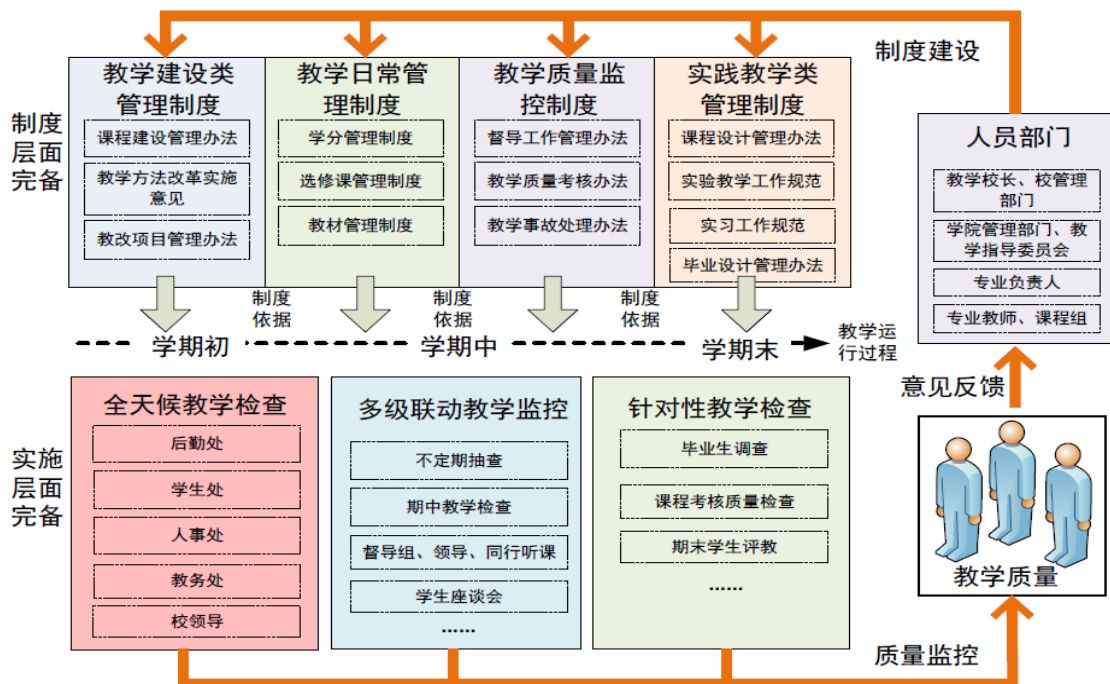 制度建设
制度
层面
完备
教学建设类
管理制度
课程建设管理办法
教学方法改革实施
意见
教改项目管理办法
教学日常管
理制度
学分管理制度
选修课管理制度
教材管理制度
教学质量监
控制度
督导工作管理办法
教学质量考核办法
教学事故处理办法
实践教学类
管理制度
课程设计管理办法
实验教学工作规范
实习工作规范
毕业设计管理办法
人员部门
教学校长、校管理
部门
学院管理部门、教
学指导委员会
专业负责人
专业教师、课程组
制度
依据
制度
依据
制度
依据
学期初
学期中
学期末
教学运
行过程
意见反馈
实施
层面
完备
全天候教学检查
后勤处
学生处
人事处
教务处
校领导
多级联动教学监控
不定期抽查
期中教学检查
督导组、领导、同行听课
学生座谈会
……
针对性教学检查
毕业生调查
课程考核质量检查
期末学生评教
……
教学质量
质量监控